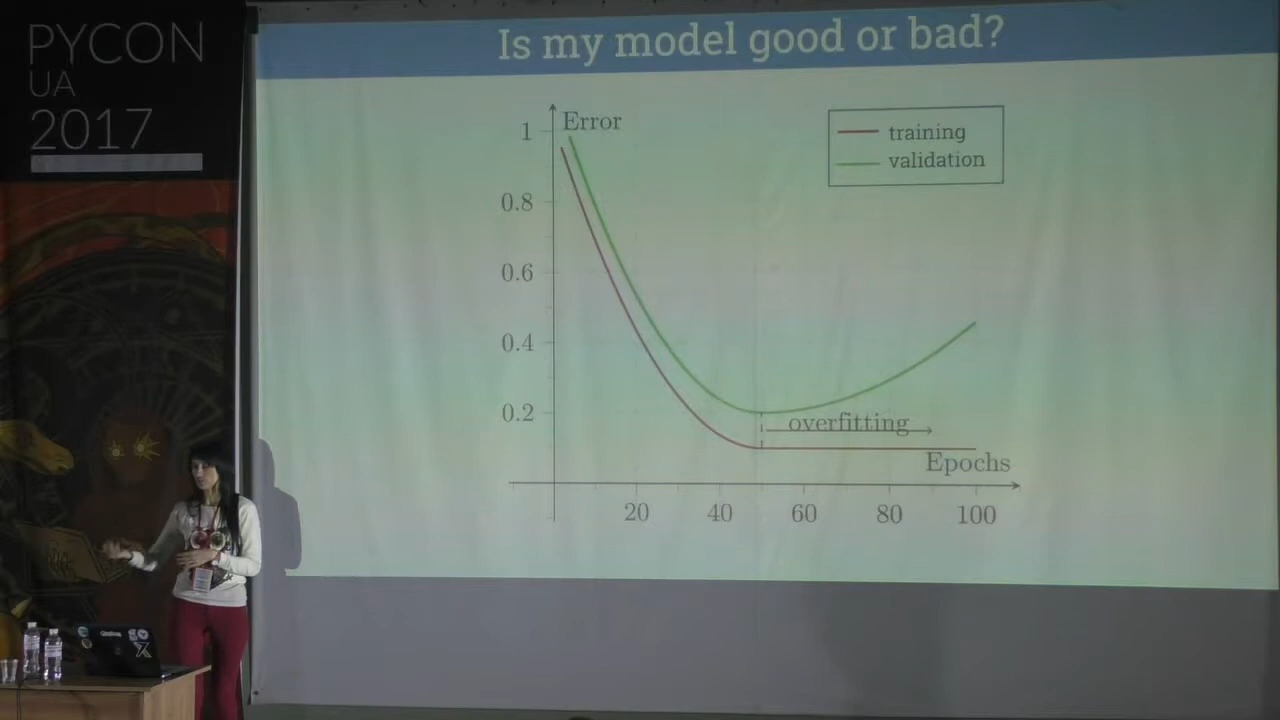 PYCON
UA
2017
Is my model good or bad?
Error
1
0.8
0.6
0.4
0.2
training
validation
overfitting
Epochs
20
40
60
80
100